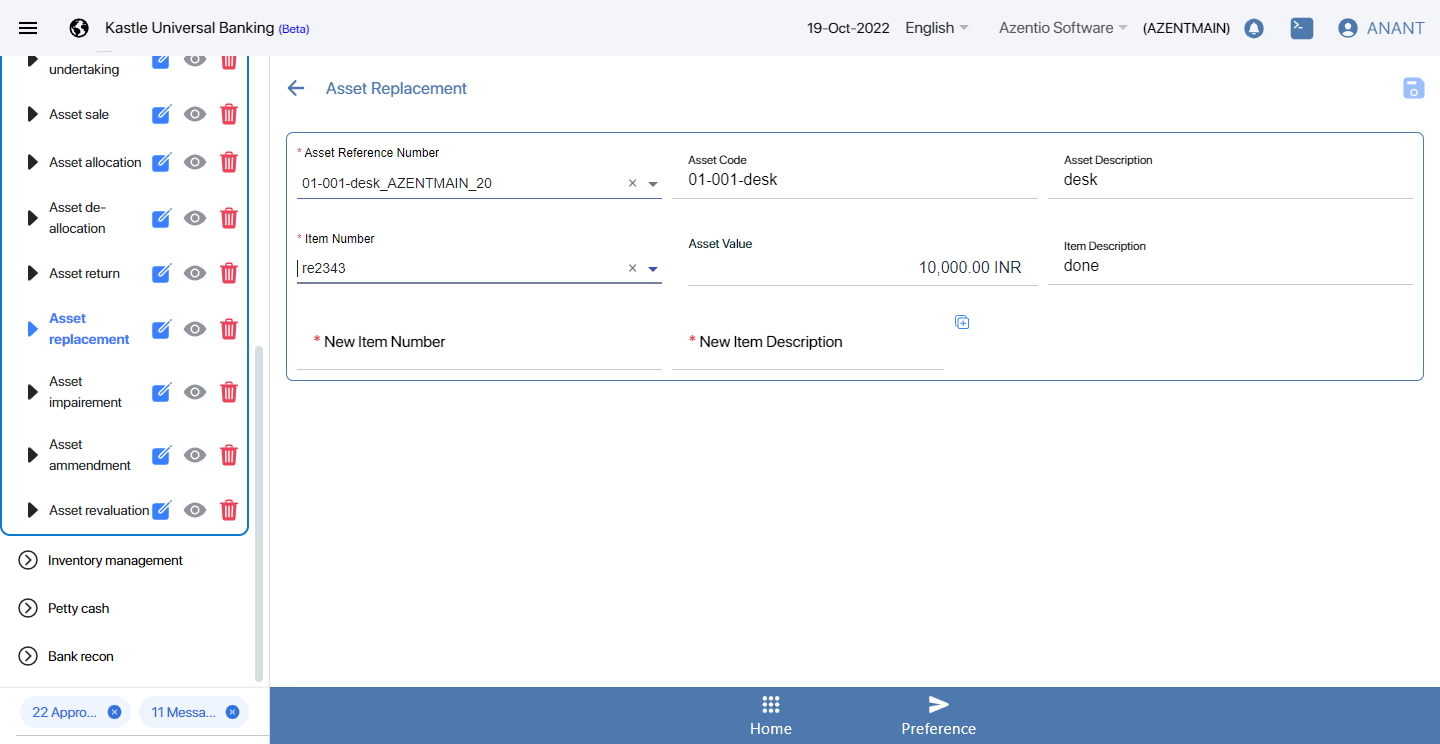 Kastle Universal Banking (Beta)
19-Oct-2022
English
Azentio Software
(AZENTMAIN)
ANANT
undertaking
Asset sale
Asset allocation
Asset de-
allocation
Asset return
Asset
replacement
Asset
impairement
Asset
ammendment
Asset revaluation
Inventory management
Petty cash
Bank recon
22 Appro...
11 Messa...
Asset Replacement
* Asset Reference Number
01-001-desk_AZENTMAIN_20
Asset Code
01-001-desk
Asset Description
desk
* Item Number
re2343
Asset Value
10,000.00 INR
Item Description
done
* New Item Number
* New Item Description
Home
Preference